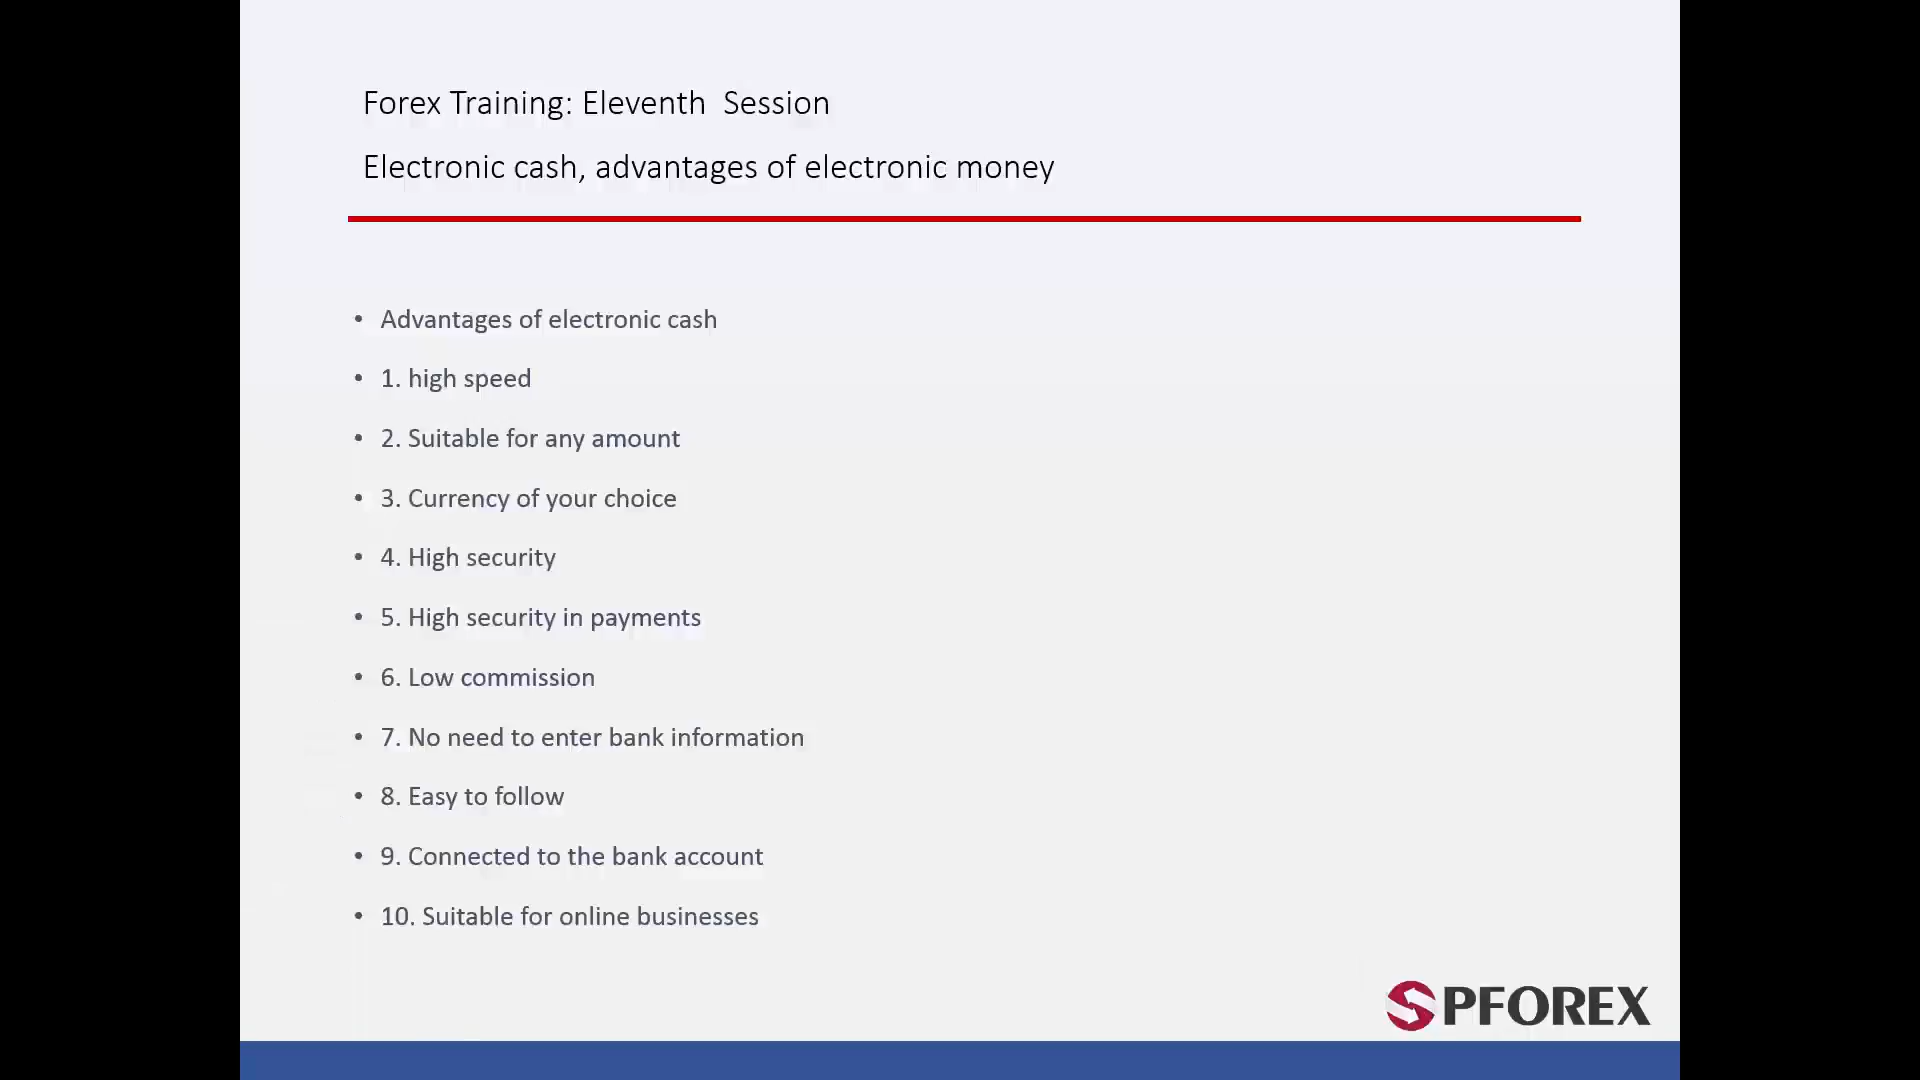 Forex Training: Eleventh  Session
Electronic cash, advantages of electronic money
• Advantages of electronic cash
• 1. high speed
• 2. Suitable for any amount
• 3. Currency of your choice
• 4. High security
• 5. High security in payments
• 6. Low commission
• 7. No need to enter bank information
• 8. Easy to follow
• 9. Connected to the bank account
• 10. Suitable for online businesses
SPFOREX